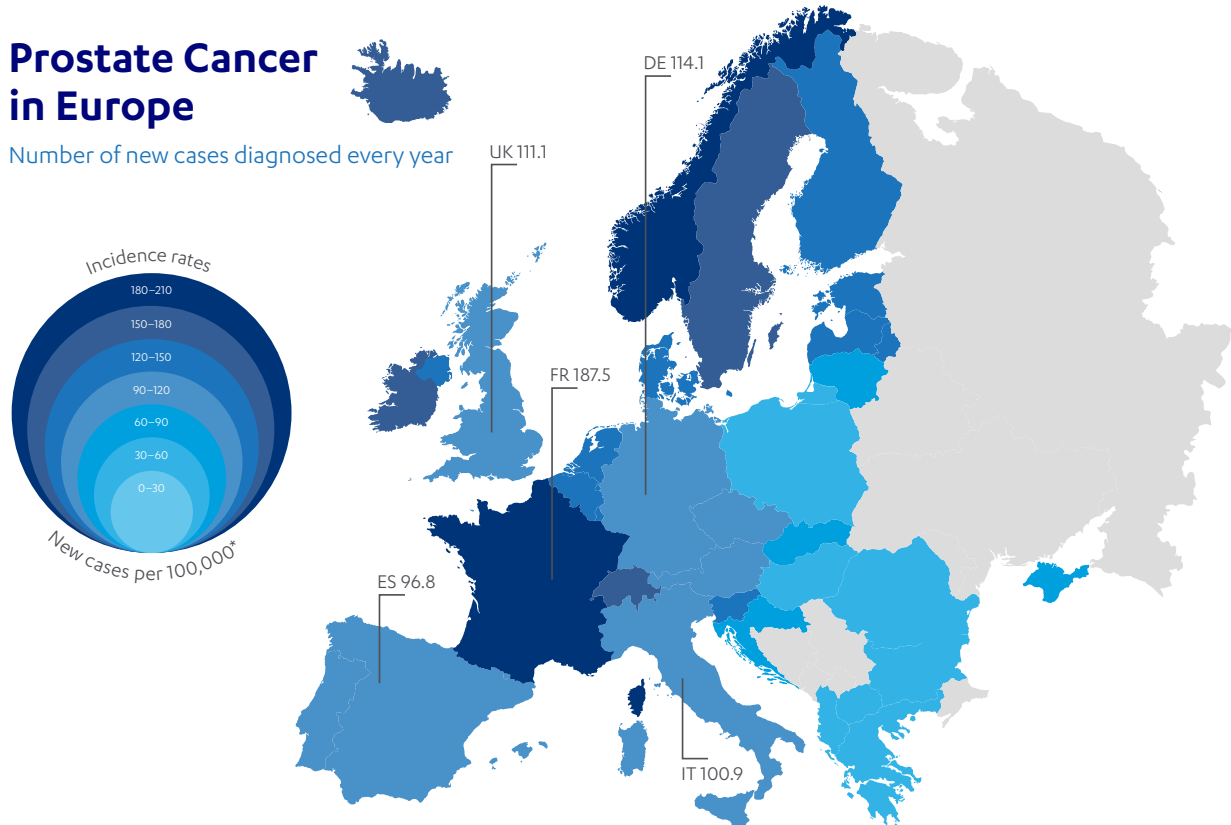 Prostate Cancer
in Europe
Number of new cases diagnosed every year
DE 114.1
UK 111.1
Incidence rates
180–210
150–180
120–150
90–120
60–90
30–60
0–30
New cases per 100,000*
FR 187.5
ES 96.8
IT 100.9